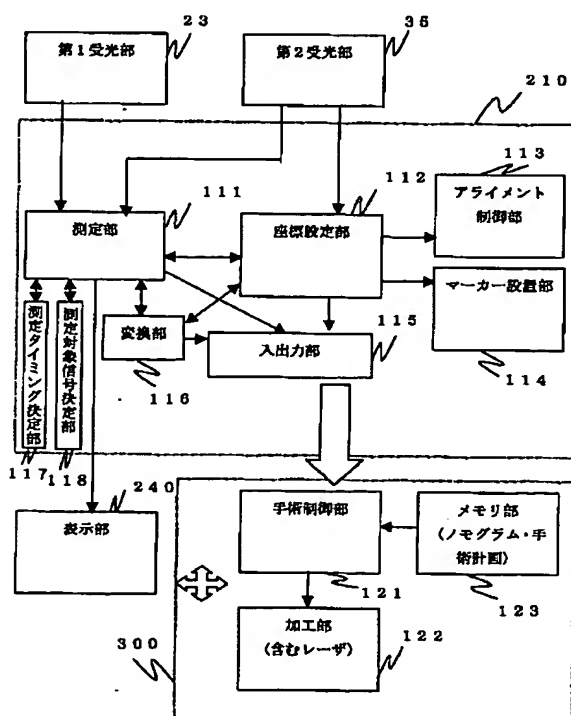 23
第1受光部
35
第2受光部
210
111
測定部
112
座標設定部
113
アライメント
制御部
マーカー設置部
114
変換部
116
入出力部
115
測定タイミング決定部
117
測定対象信号決定部
118
240
表示部
手術制御部
121
メモリ部
(ノモグラム・手
術計画)
123
300
加工部
(含むレーザ)
122